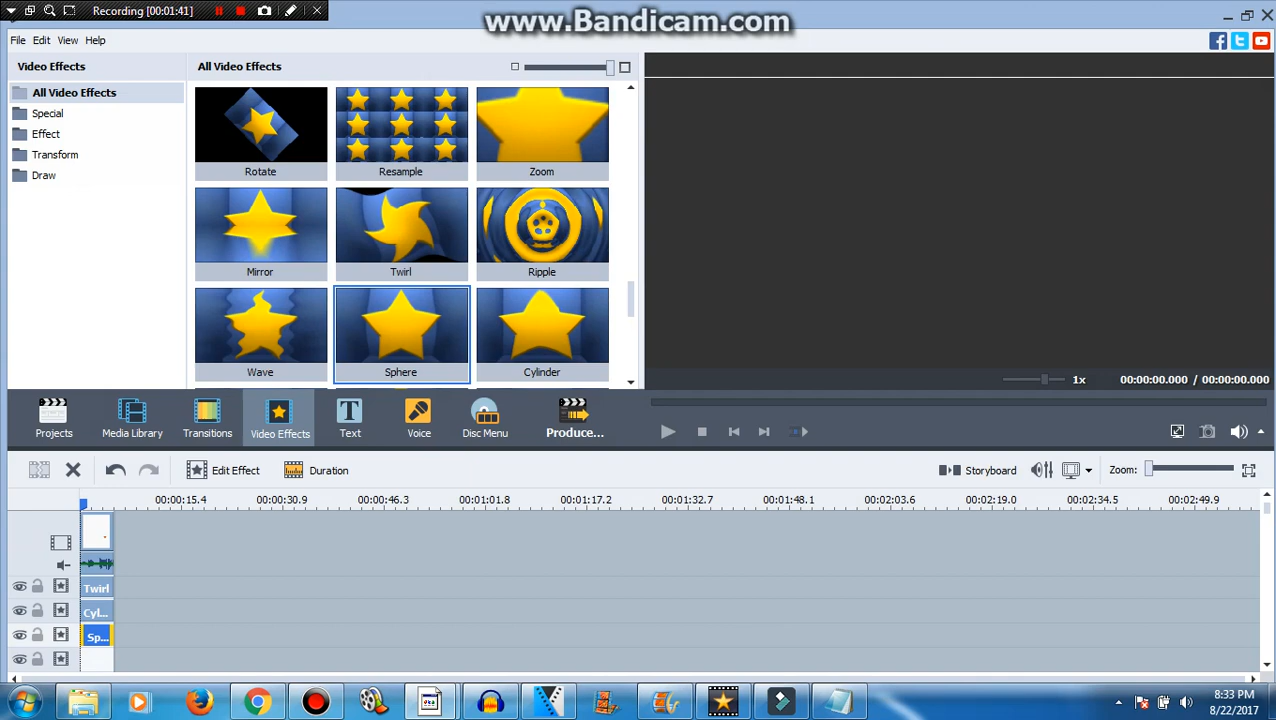 Recording [00:01:41]
www.Bandicam.com
File Edit View Help
Video Effects
All Video Effects
All Video Effects
Special
Effect
Transform
Draw
Rotate Resample Zoom
Mirror Twirl Ripple
Wave Sphere Cylinder
1x 00:00:00.000 / 00:00:00.000
Projects Media Library Transitions Video Effects Text Voice Disc Menu Produce...
Edit Effect Duration Storyboard Zoom:
00:00:15.4 00:00:30.9 00:00:46.3 00:01:01.8 00:01:17.2 00:01:32.7 00:01:48.1 00:02:03.6 00:02:19.0 00:02:34.5 00:02:49.9
Twirl
Cyl...
Sp...
8:33 PM
8/22/2017